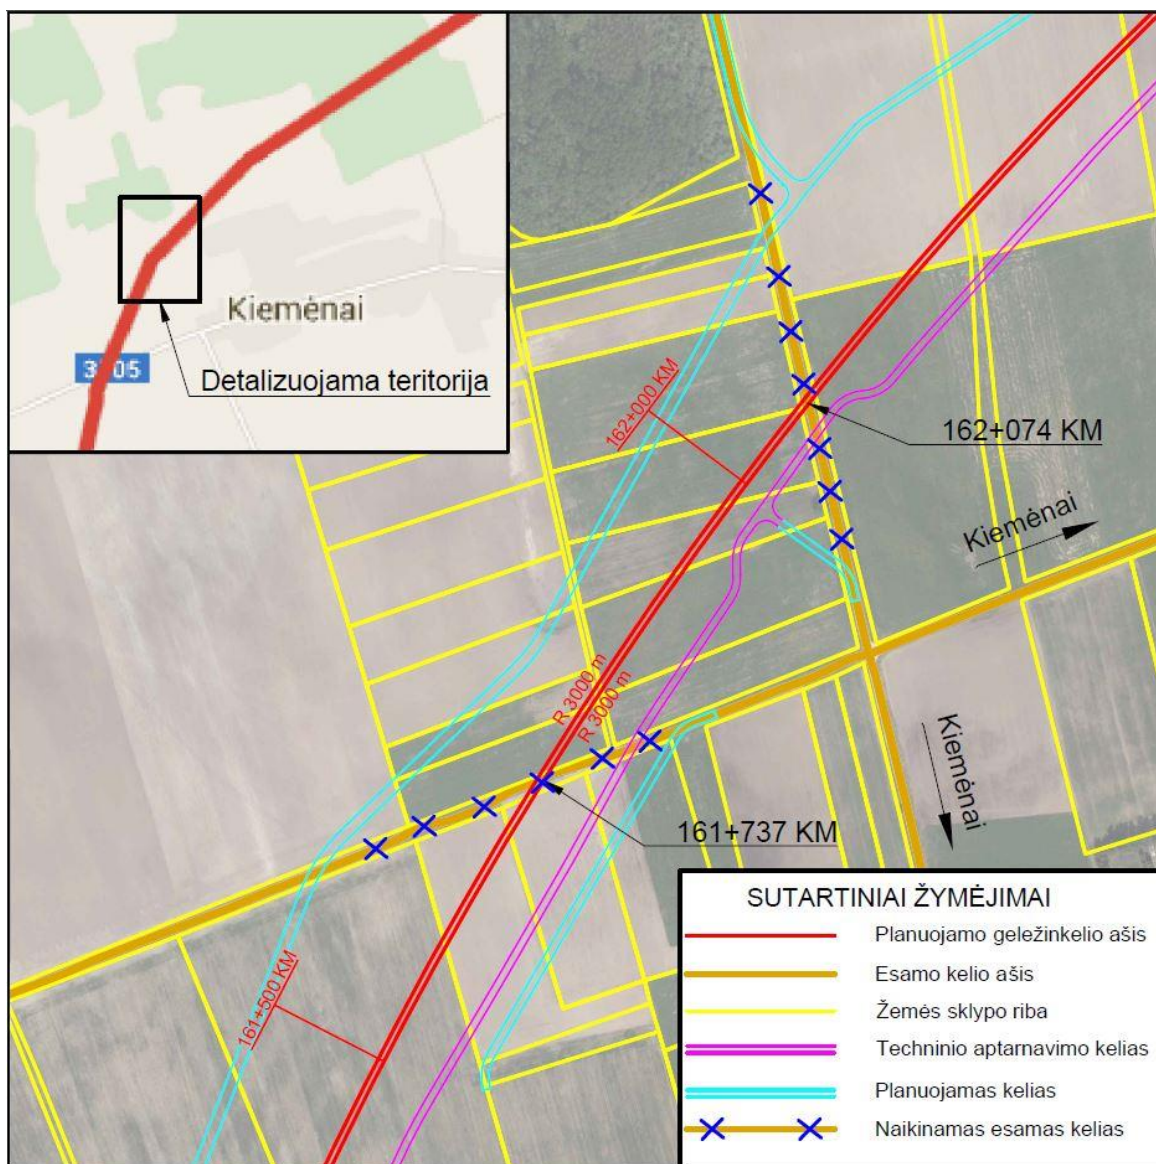 Kiemėnai
Detalizuojama teritorija
162+000 KM
162+074 KM
Kiemėnai
R 3000 m
R 3000 m
Kiemėnai
161+737 KM
161+500 KM
SUTARTINIAI ŽYMĖJIMAI
Planuojamo geležinkelio ašis
Esamo kelio ašis
Žemės sklypo riba
Techninio aptarnavimo kelias
Planuojamas kelias
Naikinamas esamas kelias